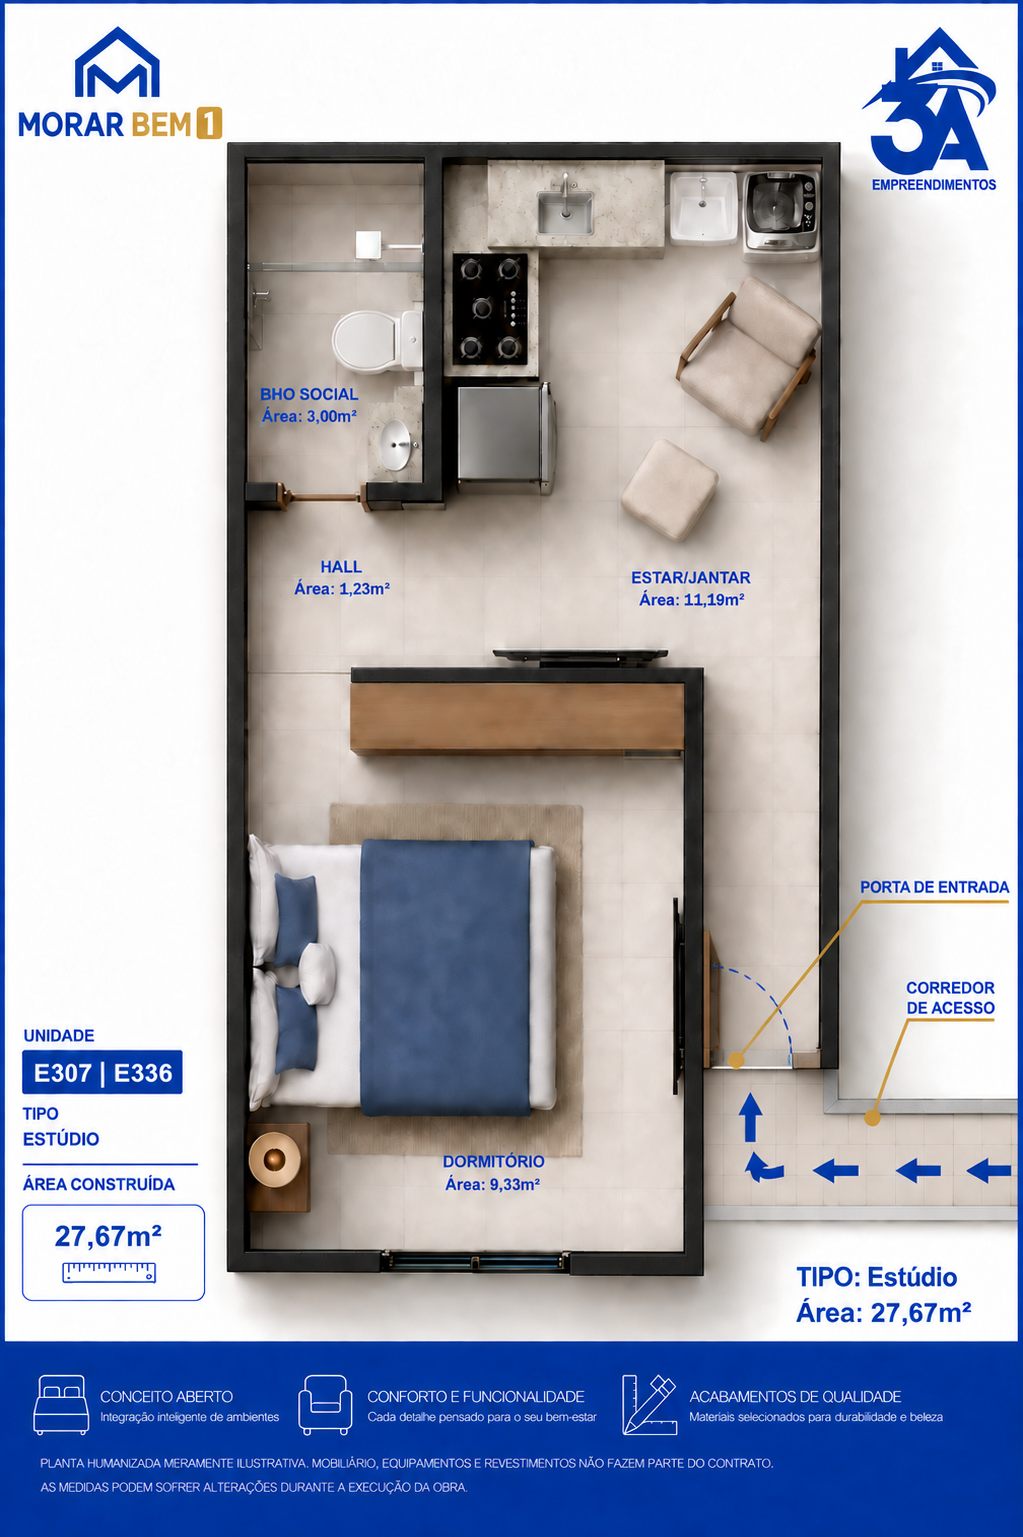 MORAR BEM 1
3A
EMPREENDIMENTOS
BHO SOCIAL
Área: 3,00m²
HALL
Área: 1,23m²
ESTAR/JANTAR
Área: 11,19m²
PORTA DE ENTRADA
CORREDOR
DE ACESSO
UNIDADE
E307 | E336
TIPO
ESTÚDIO
ÁREA CONSTRUÍDA
27,67m²
DORMITÓRIO
Área: 9,33m²
TIPO: Estúdio
Área: 27,67m²
CONCEITO ABERTO
Integração inteligente de ambientes
CONFORTO E FUNCIONALIDADE
Cada detalhe pensado para o seu bem-estar
ACABAMENTOS DE QUALIDADE
Materiais selecionados para durabilidade e beleza
PLANTA HUMANIZADA MERAMENTE ILUSTRATIVA. MOBILIÁRIO, EQUIPAMENTOS E REVESTIMENTOS NÃO FAZEM PARTE DO CONTRATO.
AS MEDIDAS PODEM SOFRER ALTERAÇÕES DURANTE A EXECUÇÃO DA OBRA.